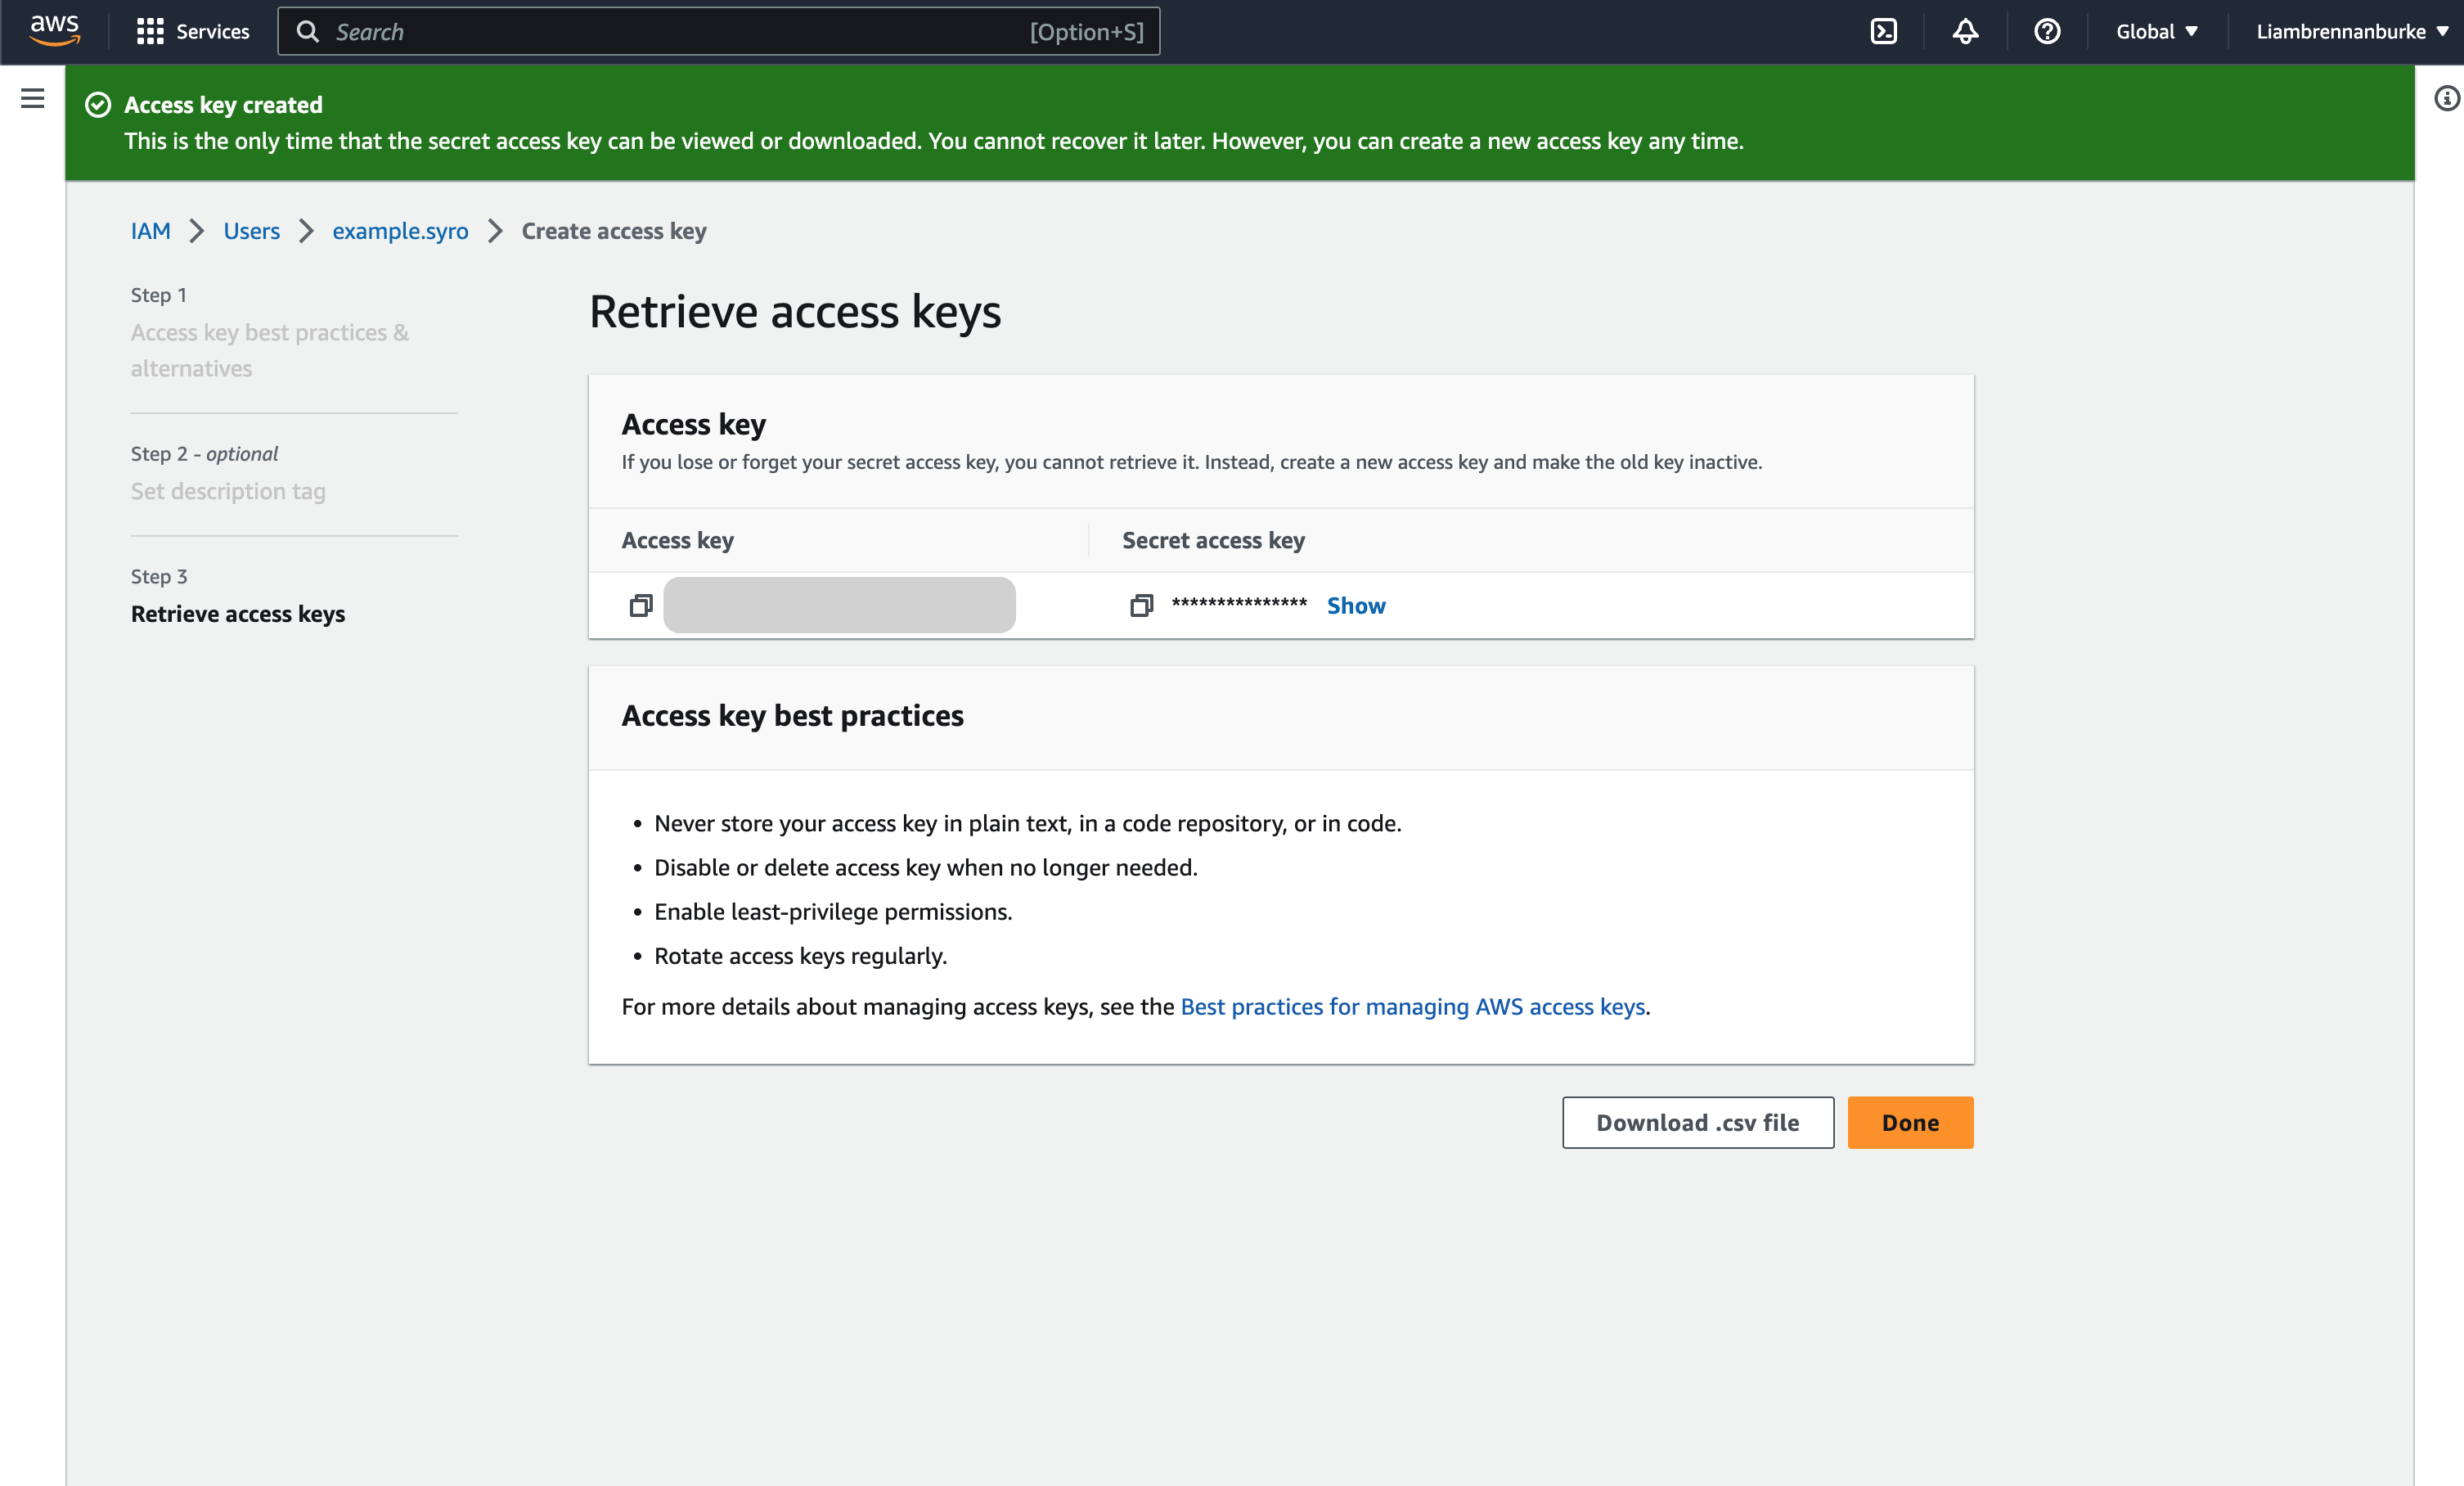 aws
Services
Search
[Option+S]
Global
Liambrennanburke
Access key created
This is the only time that the secret access key can be viewed or downloaded. You cannot recover it later. However, you can create a new access key any time.
IAM
Users
example.syro
Create access key
Step 1
Access key best practices &
alternatives
Step 2 - optional
Set description tag
Step 3
Retrieve access keys
Retrieve access keys
Access key
If you lose or forget your secret access key, you cannot retrieve it. Instead, create a new access key and make the old key inactive.
Access key
Secret access key
***************
Show
Access key best practices
• Never store your access key in plain text, in a code repository, or in code.
• Disable or delete access key when no longer needed.
• Enable least-privilege permissions.
• Rotate access keys regularly.
For more details about managing access keys, see the Best practices for managing AWS access keys.
Download .csv file
Done